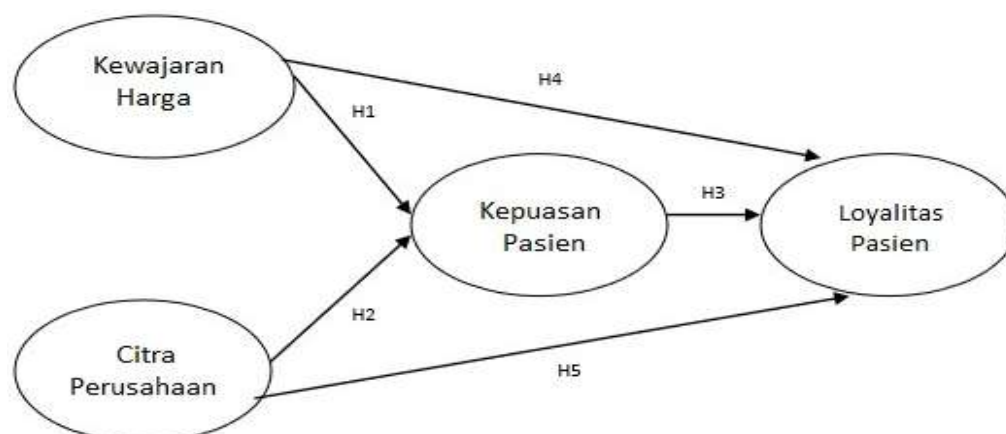 Kewajaran
Harga
H4
H1
Kepuasan
Pasien
H3
Loyalitas
Pasien
H2
Citra
Perusahaan
H5